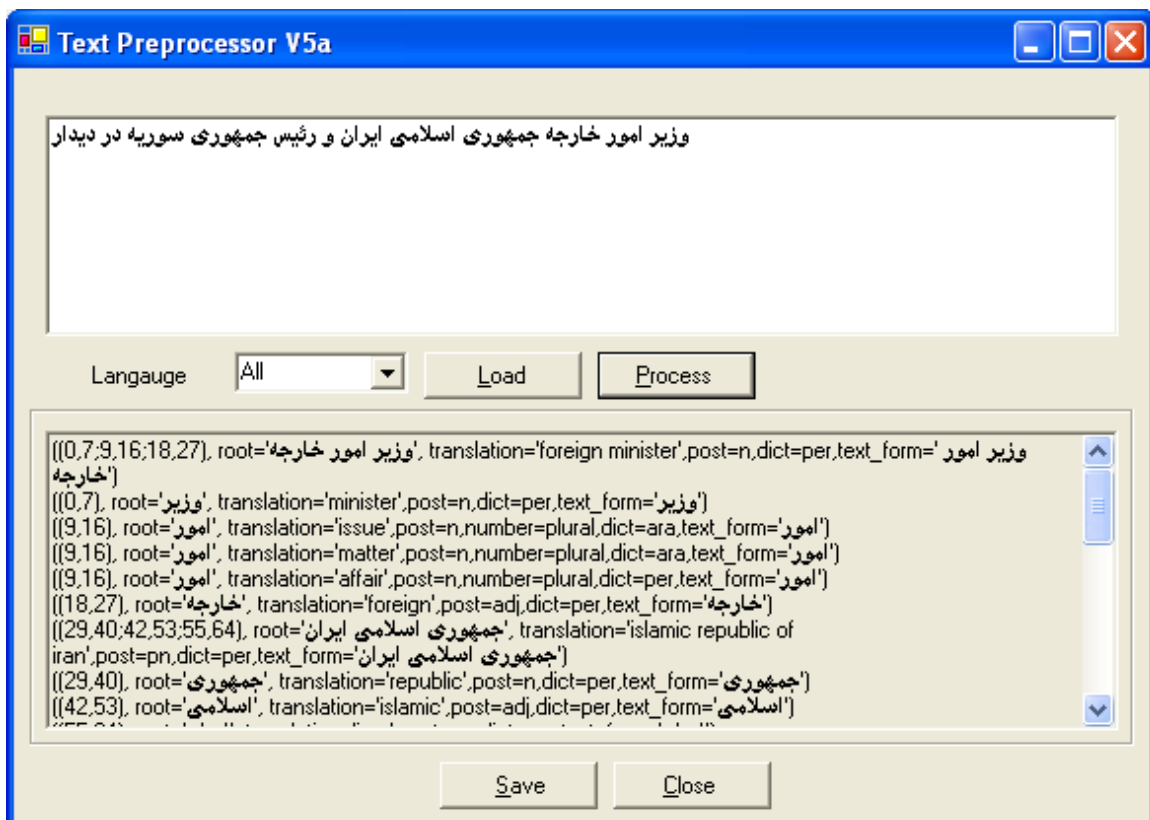 Text Preprocessor V5a
وزیر امور خارجه جمهوری اسلامی ایران و رئیس جمهوری سوریه در دیدار
Langauge All Load Process
((0,7;9,16;18,27), root='وزیر امور خارجه', translation='foreign minister',post=n,dict=per,text_form='وزیر امور
خارجه')
((0,7), root='وزیر', translation='minister',post=n,dict=per,text_form='وزیر')
((9,16), root='امور', translation='issue',post=n,number=plural,dict=ara,text_form='امور')
((9,16), root='امور', translation='matter',post=n,number=plural,dict=ara,text_form='امور')
((9,16), root='امور', translation='affair',post=n,number=plural,dict=per,text_form='امور')
((18,27), root='خارجه', translation='foreign',post=adj,dict=per,text_form='خارجه')
((29,40;42,53;55,64), root='جمهوری اسلامی ایران', translation='islamic republic of
iran',post=pn,dict=per,text_form='جمهوری اسلامی ایران')
((29,40), root='جمهوری', translation='republic',post=n,dict=per,text_form='جمهوری')
((42,53), root='اسلامی', translation='islamic',post=adj,dict=per,text_form='اسلامی')
Save Close